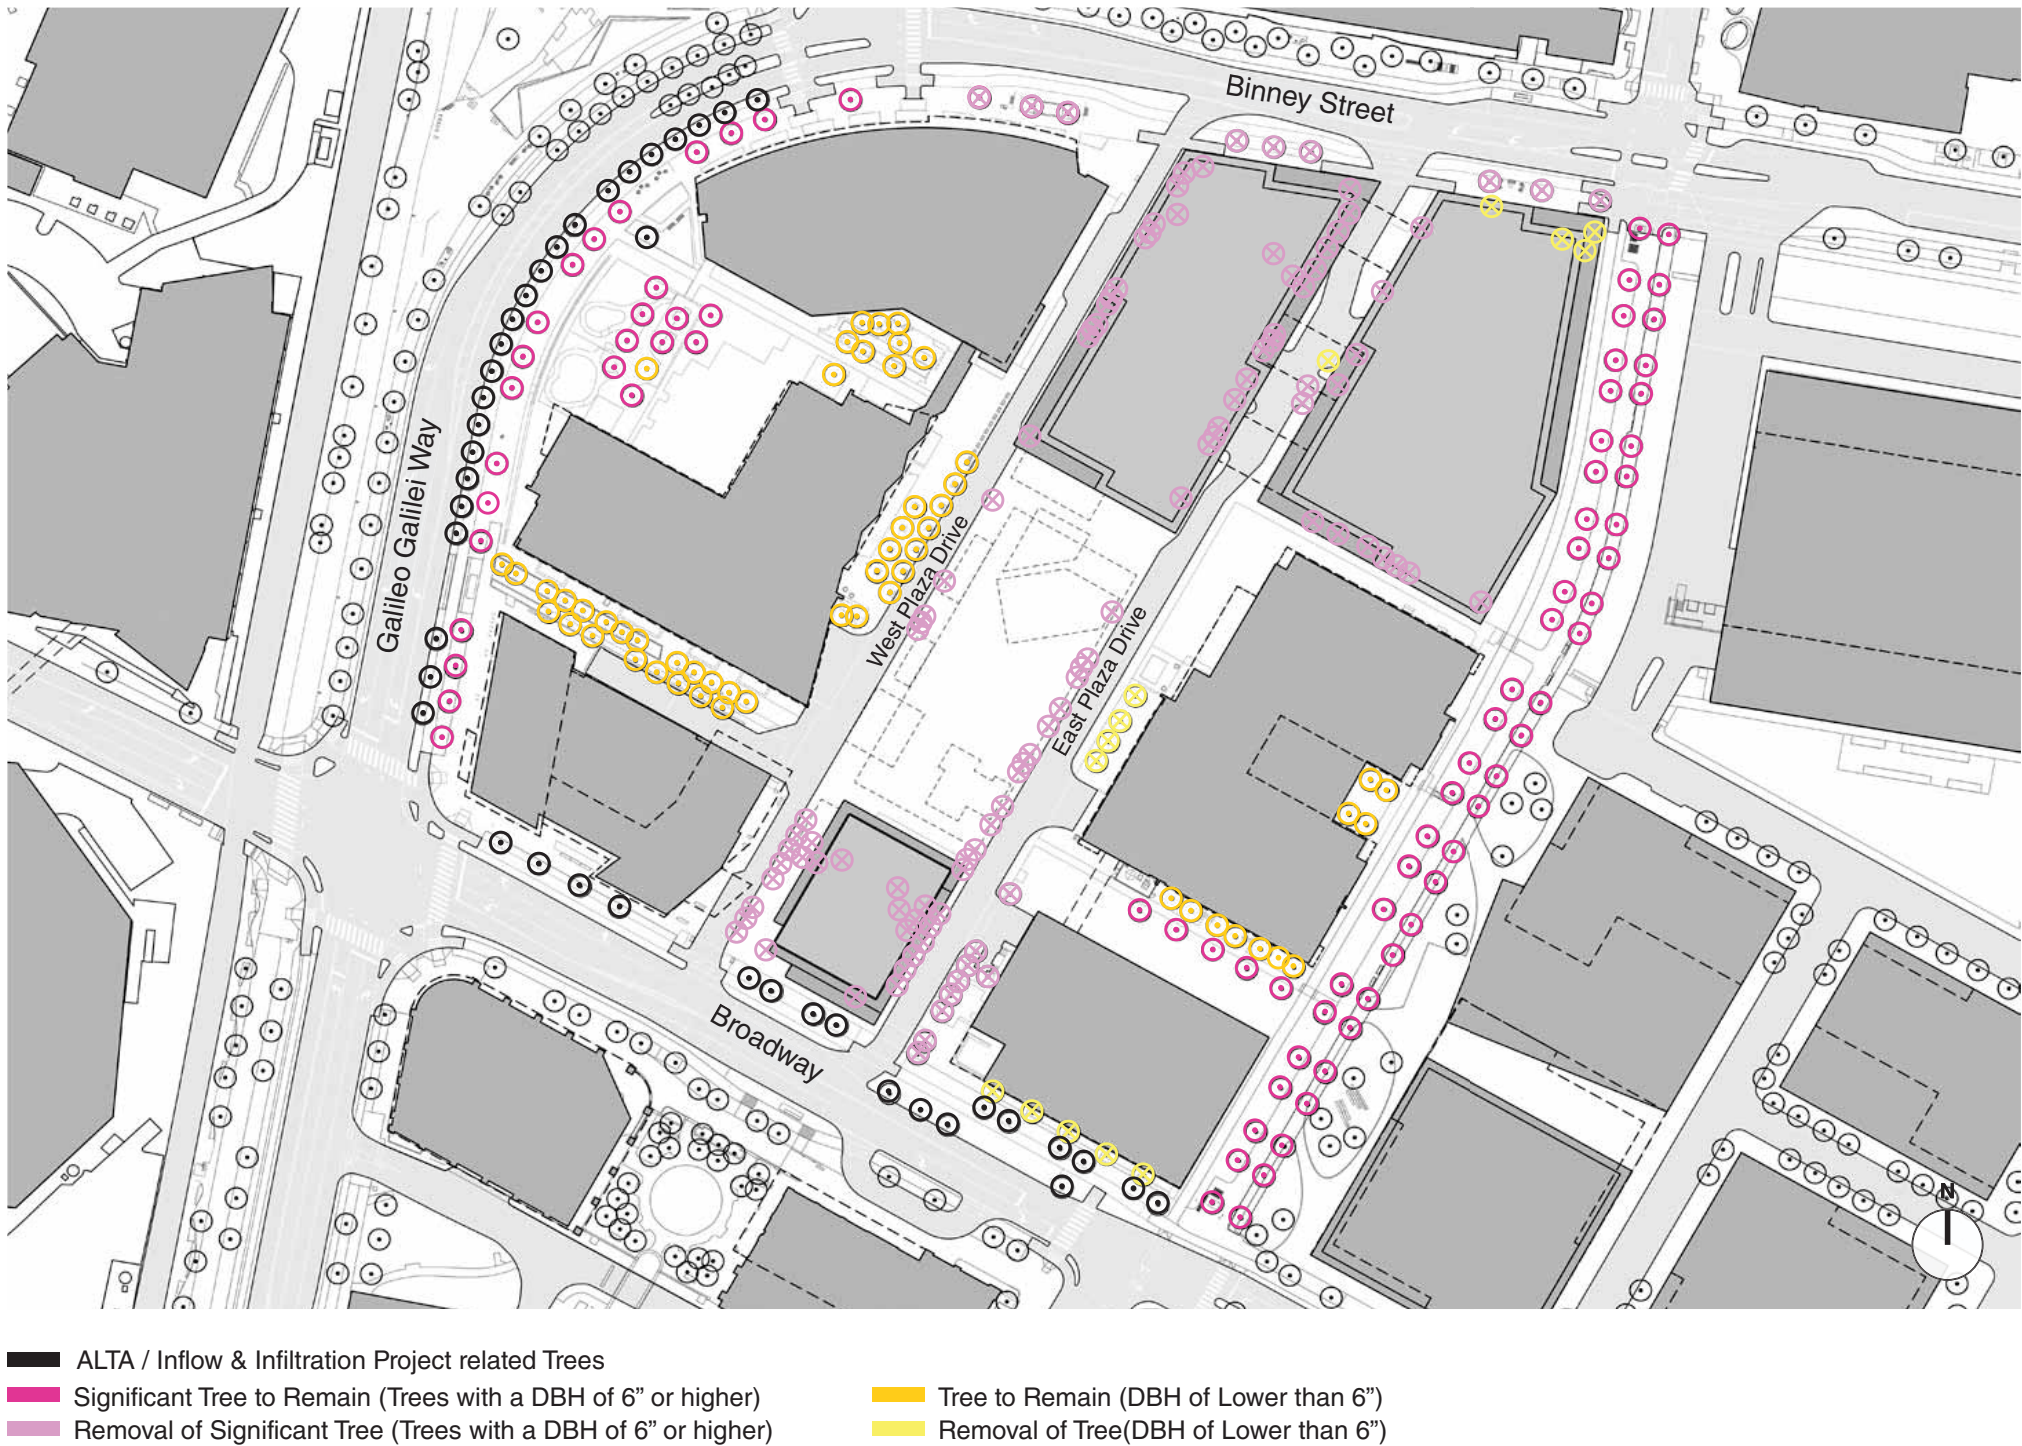 Binney Street
Galileo Galilei Way
West Plaza Drive
East Plaza Drive
Broadway
N
ALTA / Inflow & Infiltration Project related Trees
Significant Tree to Remain (Trees with a DBH of 6” or higher)
Tree to Remain (DBH of Lower than 6”)
Removal of Significant Tree (Trees with a DBH of 6” or higher)
Removal of Tree(DBH of Lower than 6”)